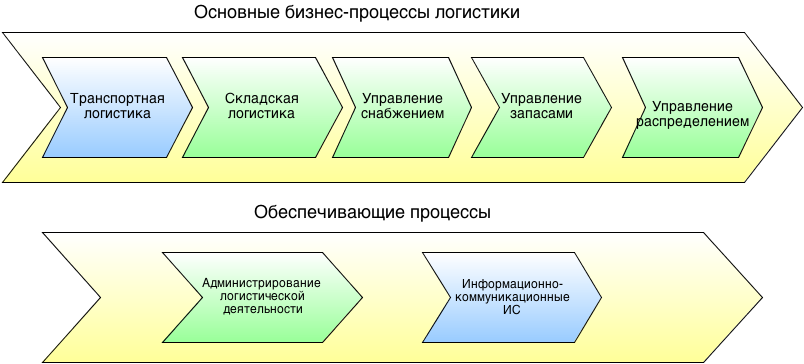 Основные бизнес-процессы логистики
Транспортная
логистика
Складская
логистика
Управление
снабжением
Управление
запасами
Управление
распределением
Обеспечивающие процессы
Администрирование
логистической
деятельности
Информационно-
коммуникационные
ИС